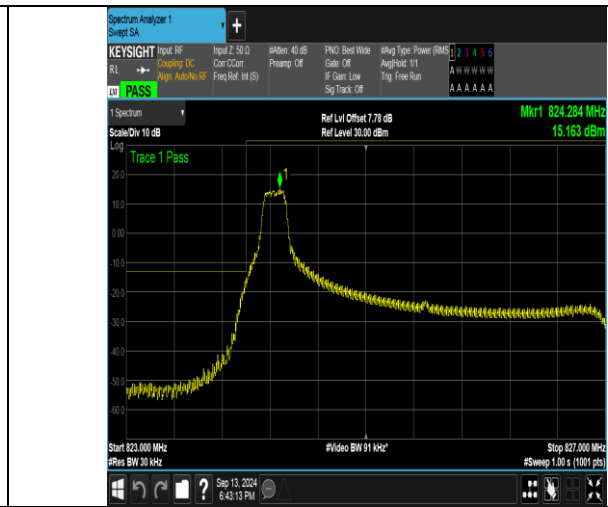 Spectrum Analyzer 1
Swept SA
+
KEYSIGHT Input: RF Input Z: 50 Ω #Atten: 40 dB PNO: Best Wide #Avg Type: Power (RMS 1 2 3 4 5 6
RL Coupling: DC Corr CCorr Preamp: Off Gate: Off Avg|Hold: 1/1 A W W W W W
Align: Auto/No RF Freq Ref: Int (S) IF Gain: Low Trig: Free Run
LXI PASS Sig Track: Off A A A A A A
1 Spectrum
Scale/Div 10 dB
Ref Lvl Offset 7.78 dB
Ref Level 30.00 dBm
Mkr1 824.284 MHz
15.163 dBm
Log
Trace 1 Pass
1
20.0
10.0
0.00
-10.0
-20.0
-30.0
-40.0
-50.0
-60.0
Start 823.000 MHz #Video BW 91 kHz* Stop 827.000 MHz
#Res BW 30 kHz #Sweep 1.00 s (1001 pts)
? Sep 13, 2024
6:43:13 PM